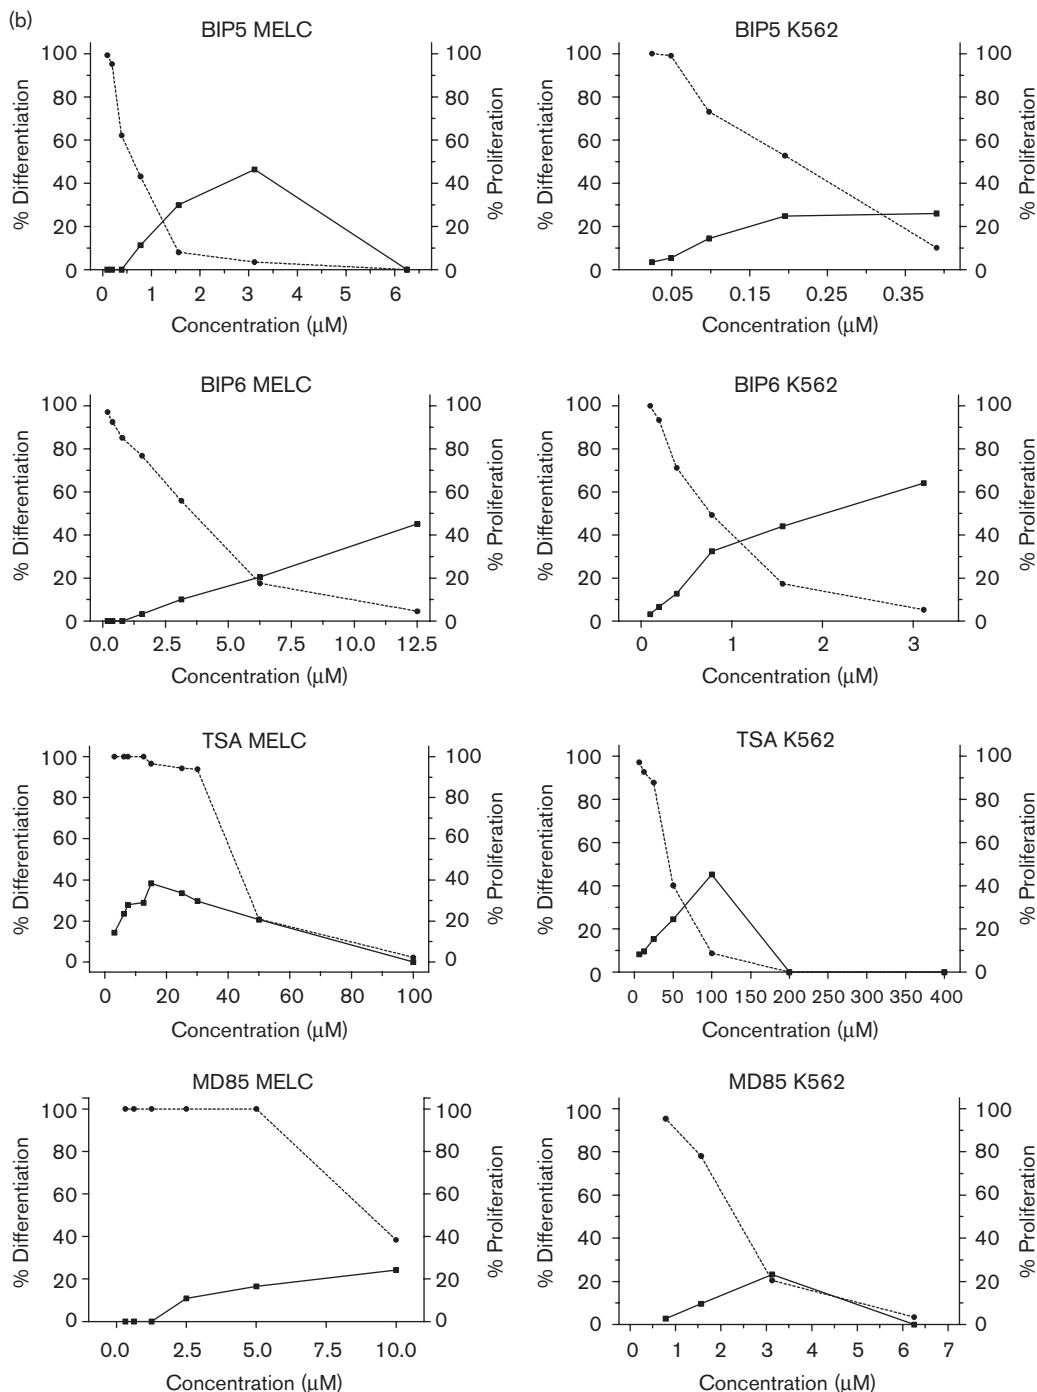 (b)
BIP5 MELC
100
80
60
40
20
0
% Differentiation
100
80
60
40
20
0
% Proliferation
0 1 2 3 4 5 6
Concentration (μM)
BIP5 K562
100
80
60
40
20
0
% Differentiation
100
80
60
40
20
0
% Proliferation
0.05 0.15 0.25 0.35
Concentration (μM)
BIP6 MELC
100
80
60
40
20
0
% Differentiation
100
80
60
40
20
0
% Proliferation
0.0 2.5 5.0 7.5 10.0 12.5
Concentration (μM)
BIP6 K562
100
80
60
40
20
0
% Differentiation
100
80
60
40
20
0
% Proliferation
0 1 2 3
Concentration (μM)
TSA MELC
100
80
60
40
20
0
% Differentiation
100
80
60
40
20
0
% Proliferation
0 20 40 60 80 100
Concentration (μM)
TSA K562
100
80
60
40
20
0
% Differentiation
100
80
60
40
20
0
% Proliferation
0 50 100 150 200 250 300 350 400
Concentration (μM)
MD85 MELC
100
80
60
40
20
0
% Differentiation
100
80
60
40
20
0
% Proliferation
0.0 2.5 5.0 7.5 10.0
Concentration (μM)
MD85 K562
100
80
60
40
20
0
% Differentiation
100
80
60
40
20
0
% Proliferation
0 1 2 3 4 5 6 7
Concentration (μM)